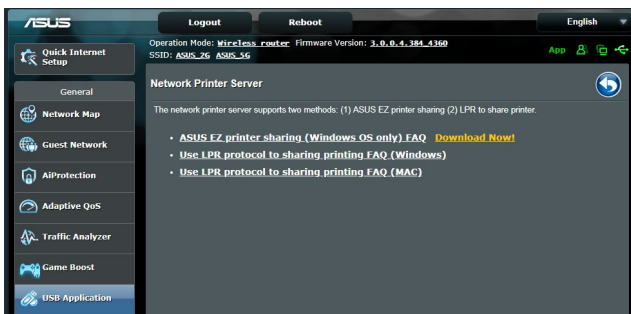 ASUS
Logout
Reboot
English
Quick Internet
Setup
Operation Mode: Wireless router Firmware Version: 3.0.0.4.384_4360
SSID: ASUS_2G ASUS_5G
App
General
Network Map
Guest Network
AiProtection
Adaptive QoS
Traffic Analyzer
Game Boost
USB Application
Network Printer Server
The network printer server supports two methods: (1) ASUS EZ printer sharing (2) LPR to share printer.
• ASUS EZ printer sharing (Windows OS only) FAQ Download Now!
• Use LPR protocol to sharing printing FAQ (Windows)
• Use LPR protocol to sharing printing FAQ (MAC)